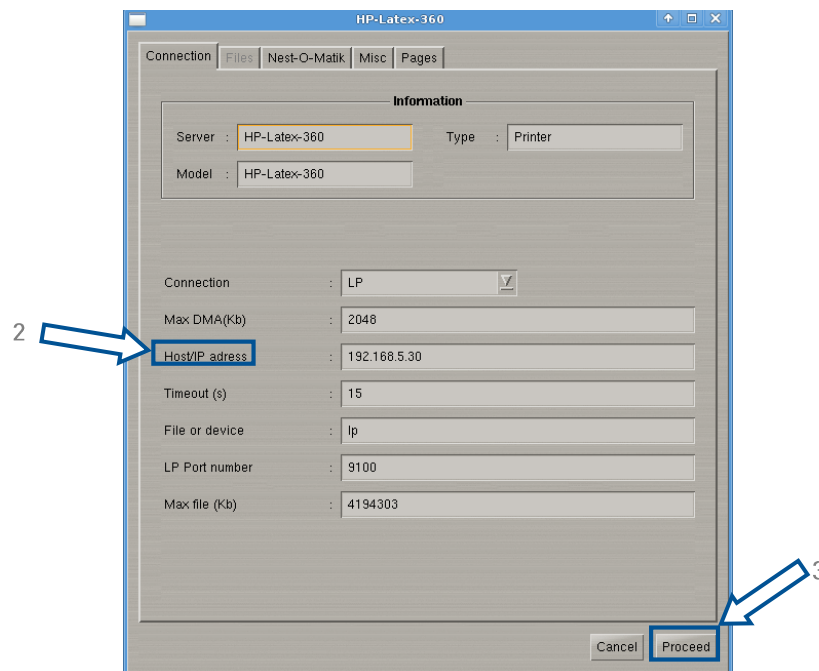 HP-Latex-360
Connection Files Nest-O-Matik Misc Pages
Information
Server : HP-Latex-360 Type : Printer
Model : HP-Latex-360
Connection : LP
Max DMA(Kb) : 2048
2 Host/IP adress : 192.168.5.30
Timeout (s) : 15
File or device : lp
LP Port number : 9100
Max file (Kb) : 4194303
3
Cancel Proceed